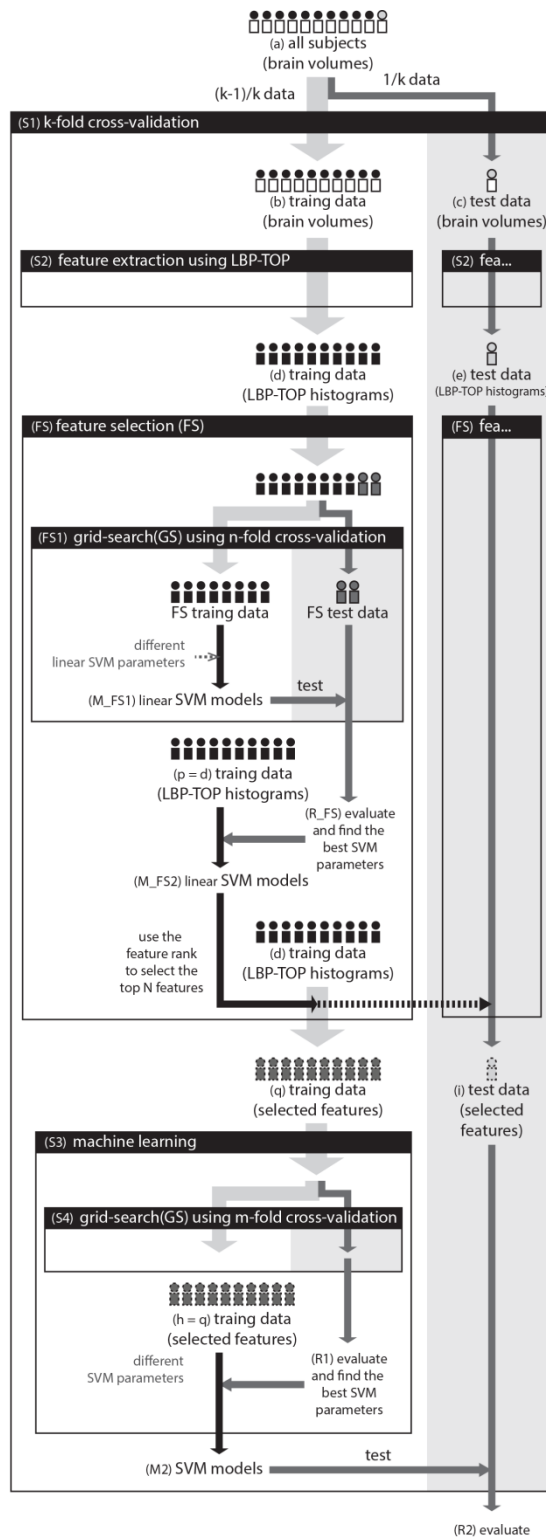 (a) all subjects
(brain volumes)
(k-1)/k data
1/k data
(S1) k-fold cross-validation
(b) traing data
(brain volumes)
(c) test data
(brain volumes)
(S2) feature extraction using LBP-TOP
(S2) fea...
(d) traing data
(LBP-TOP histograms)
(e) test data
(LBP-TOP histograms)
(FS) feature selection (FS)
(FS) fea...
(FS1) grid-search(GS) using n-fold cross-validation
FS traing data
FS test data
different
linear SVM parameters
(M_FS1) linear SVM models
test
(p = d) traing data
(LBP-TOP histograms)
(R_FS) evaluate
and find the
best SVM
parameters
(M_FS2) linear SVM models
use the
feature rank
to select the
top N features
(d) traing data
(LBP-TOP histograms)
(q) traing data
(selected features)
(i) test data
(selected
features)
(S3) machine learning
(S4) grid-search(GS) using m-fold cross-validation
(h = q) traing data
(selected features)
different
SVM parameters
(R1) evaluate
and find the
best SVM
parameters
(M2) SVM models
test
(R2) evaluate